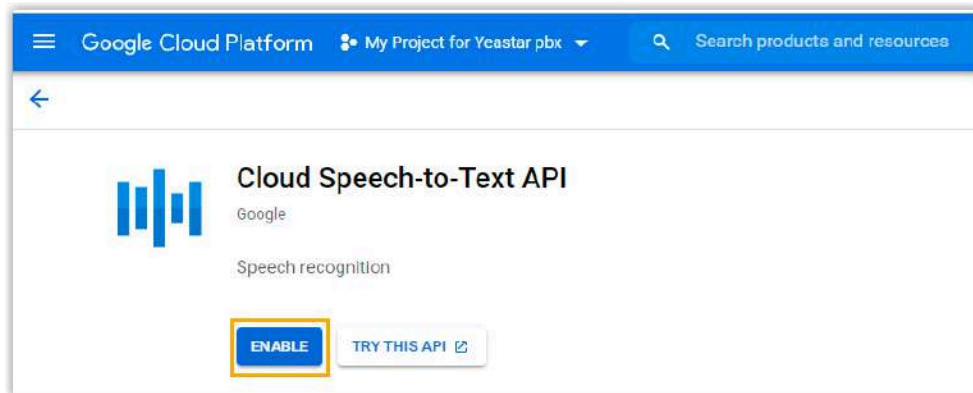 Google Cloud Platform My Project for Yeastar pbx Search products and resources
Cloud Speech-to-Text API
Google
Speech recognition
ENABLE TRY THIS API